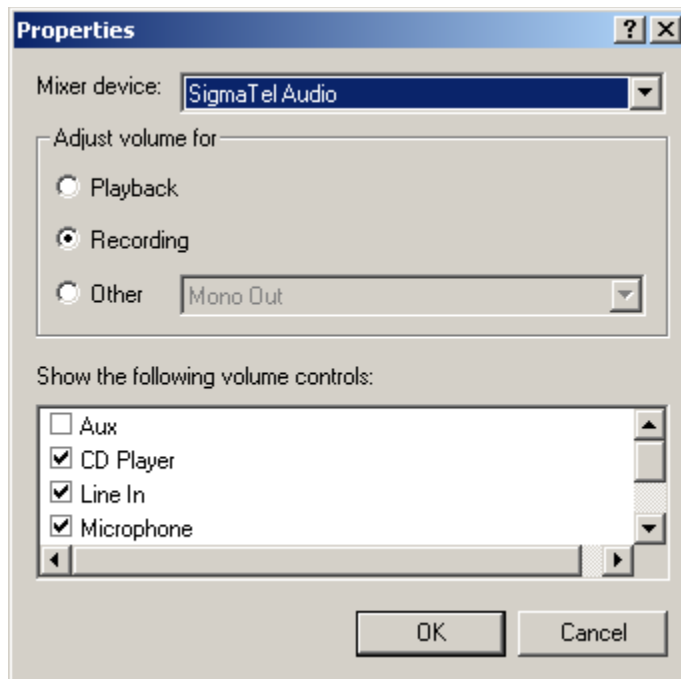 Properties
Mixer device: SigmaTel Audio
Adjust volume for
Playback
Recording
Other Mono Out
Show the following volume controls:
Aux
CD Player
Line In
Microphone
OK Cancel